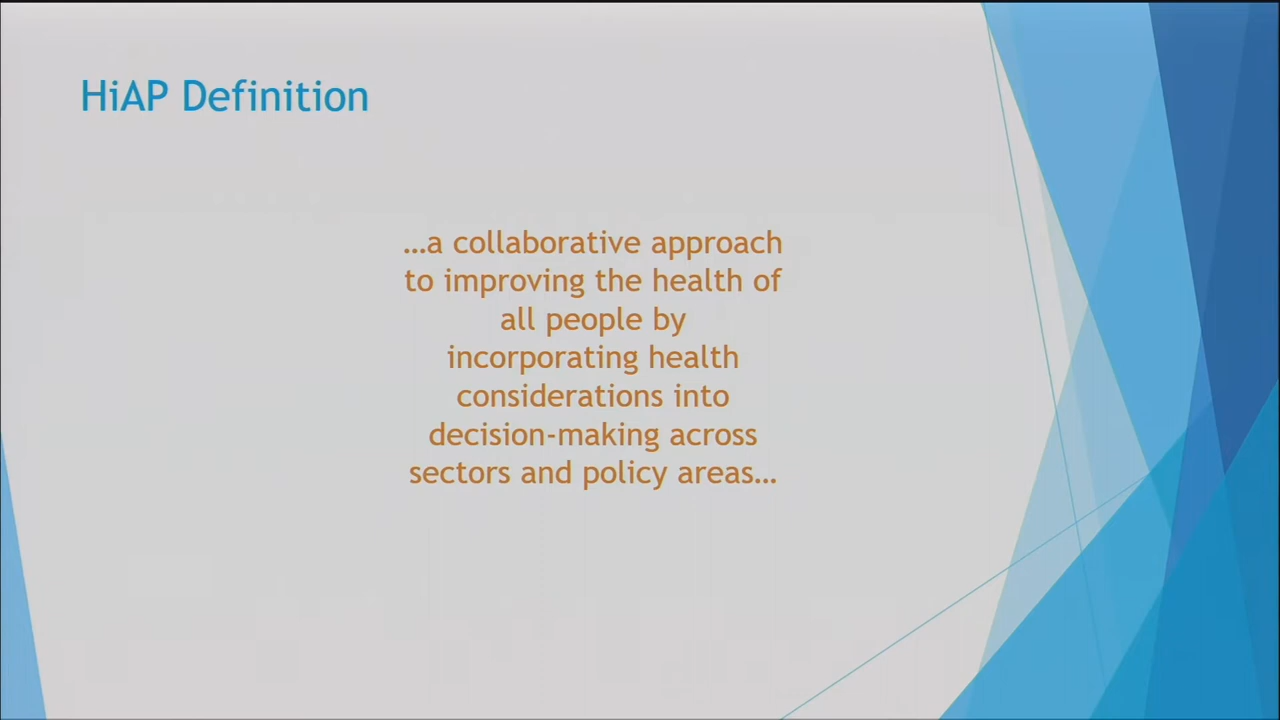 HiAP Definition
…a collaborative approach
to improving the health of
all people by
incorporating health
considerations into
decision-making across
sectors and policy areas…